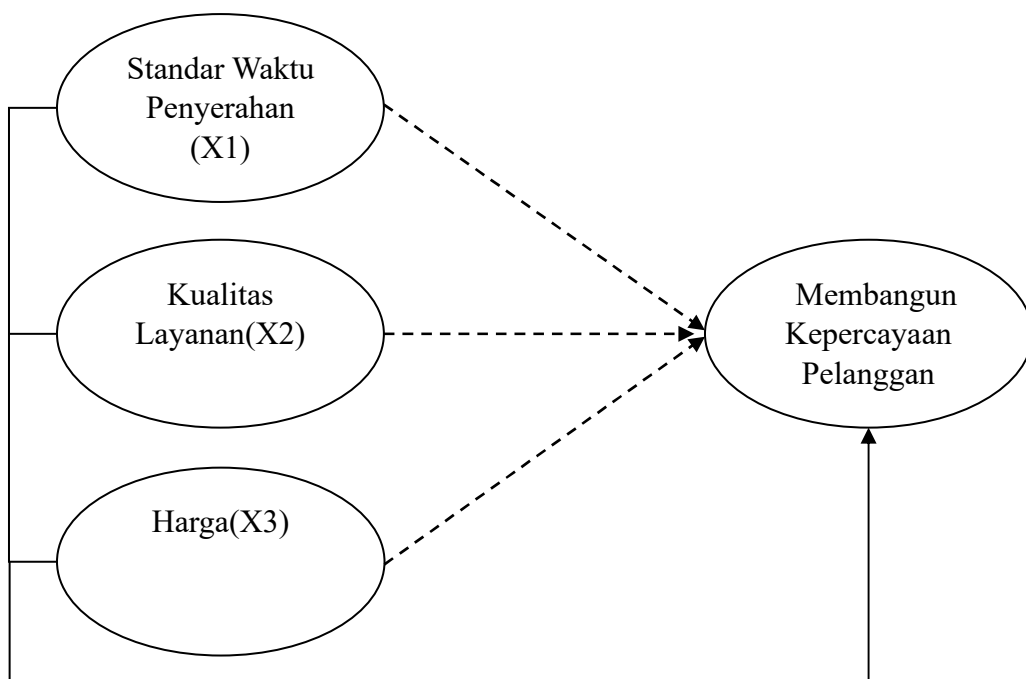 Standar Waktu
Penyerahan
(X1)
Kualitas
Layanan(X2)
Harga(X3)
Membangun
Kepercayaan
Pelanggan